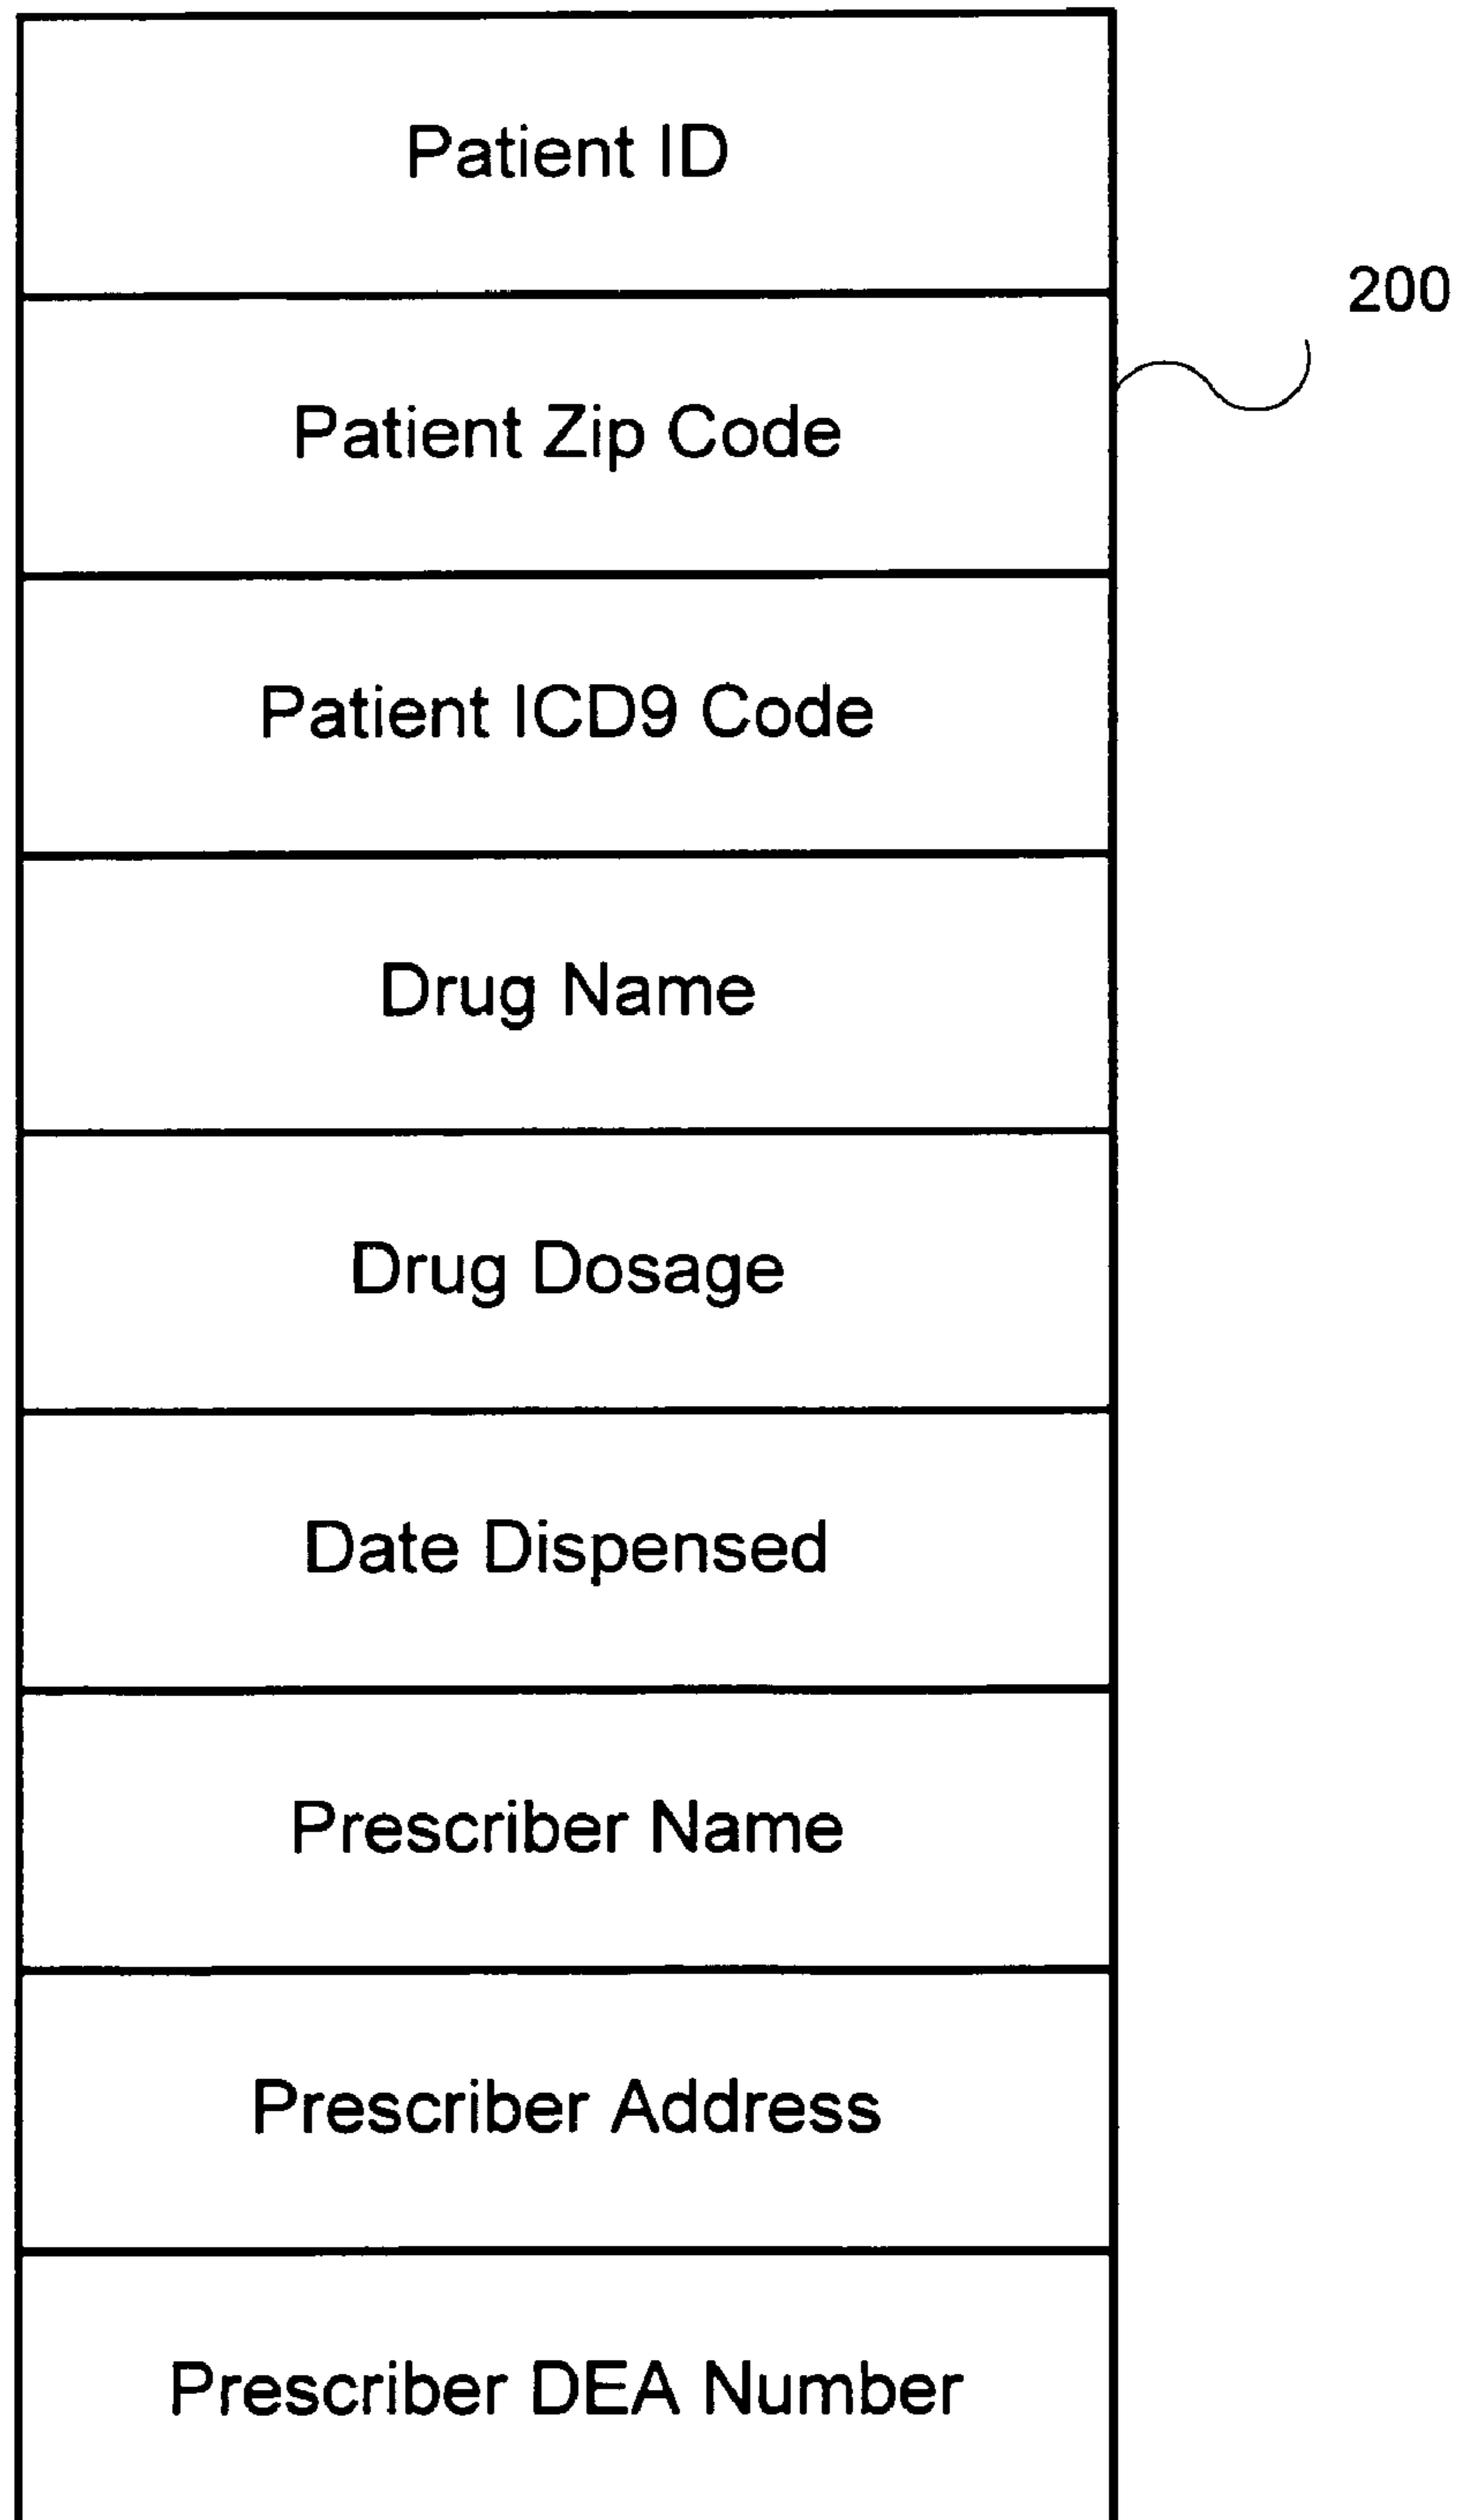 Patient ID
200
Patient Zip Code
Patient ICD9 Code
Drug Name
Drug Dosage
Date Dispensed
Prescriber Name
Prescriber Address
Prescriber DEA Number